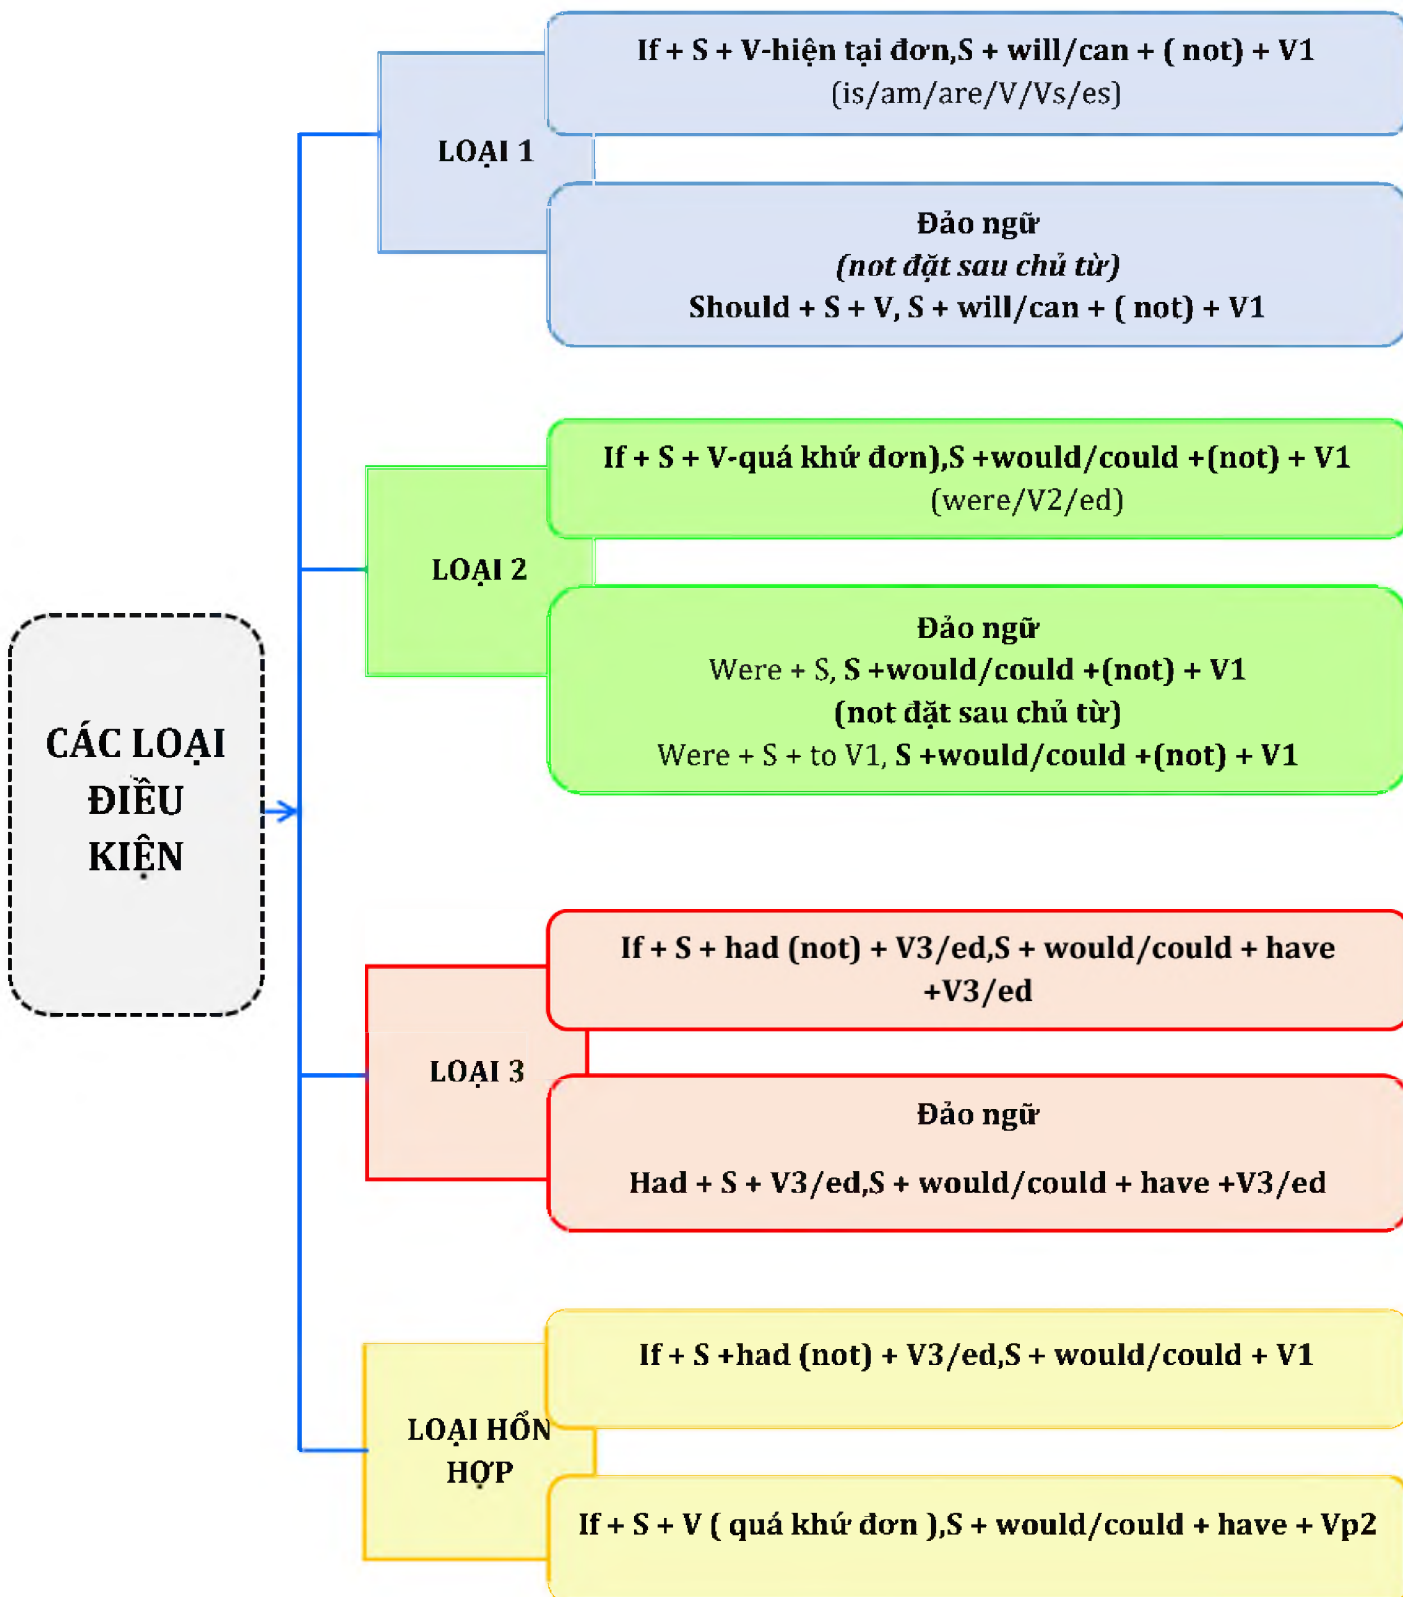 CÁC LOẠI
ĐIỀU
KIỆN
LOẠI 1
If + S + V-hiện tại đơn,S + will/can + ( not) + V1
(is/am/are/V/Vs/es)
Đảo ngữ
(not đặt sau chủ từ)
Should + S + V, S + will/can + ( not) + V1
LOẠI 2
If + S + V-quá khứ đơn),S +would/could +(not) + V1
(were/V2/ed)
Đảo ngữ
Were + S, S +would/could +(not) + V1
(not đặt sau chủ từ)
Were + S + to V1, S +would/could +(not) + V1
LOẠI 3
If + S + had (not) + V3/ed,S + would/could + have
+V3/ed
Đảo ngữ
Had + S + V3/ed,S + would/could + have +V3/ed
LOẠI HỔN
HỢP
If + S +had (not) + V3/ed,S + would/could + V1
If + S + V ( quá khứ đơn ),S + would/could + have + Vp2